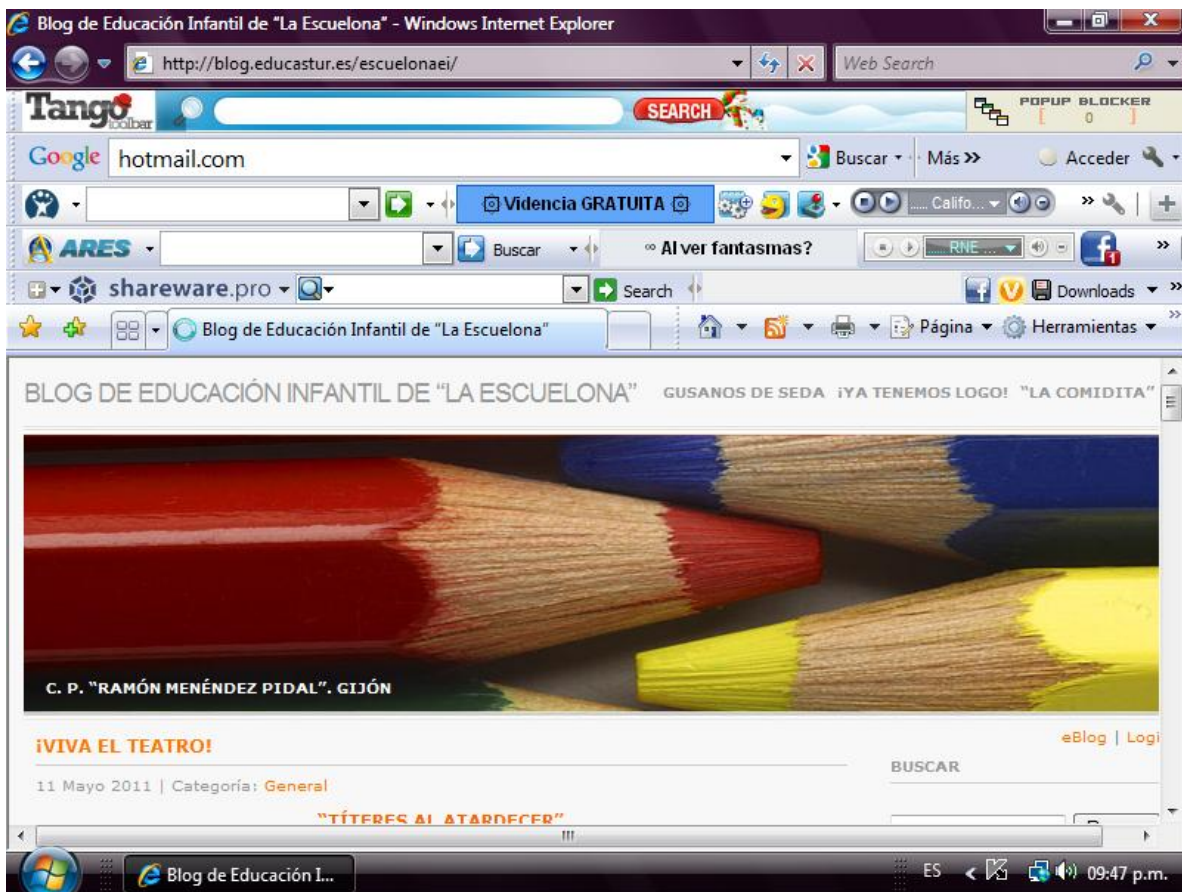 Blog de Educación Infantil de "La Escuelona" - Windows Internet Explorer
http://blog.educastur.es/escuelonaei/
Web Search
Tango toolbar
SEARCH
POPUP BLOCKER
[ 0 ]
Google
hotmail.com
Buscar
Más
Acceder
Videncia GRATUITA
..... Califo...
ARES
Buscar
∞ Al ver fantasmas?
RNE ...
1
shareware.pro
Search
Downloads
Blog de Educación Infantil de "La Escuelona"
Página
Herramientas
BLOG DE EDUCACIÓN INFANTIL DE "LA ESCUELONA"
GUSANOS DE SEDA ¡YA TENEMOS LOGO! "LA COMIDITA"
C. P. "RAMÓN MENÉNDEZ PIDAL". GIJÓN
¡VIVA EL TEATRO!
eBlog | Logi
11 Mayo 2011 | Categoría: General
BUSCAR
"TÍTERES AL ATARDECER"
Blog de Educación I...
ES
09:47 p.m.